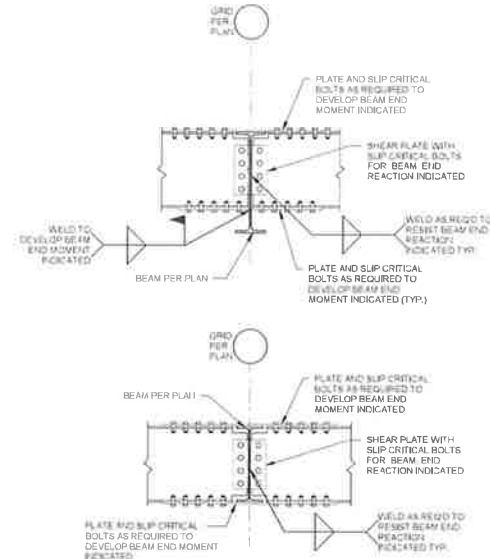 GRID
PER
PLAN
PLATE AND SLIP CRITICAL
BOLTS AS REQUIRED TO
DEVELOP BEAM END
MOMENT INDICATED
SHEAR PLATE WITH
SLIP CRITICAL BOLTS
FOR BEAM END
REACTION INDICATED
WELD TO
DEVELOP BEAM
END MOMENT
INDICATED
WELD AS REQ'D TO
RESIST BEAM END
REACTION
INDICATED TYP.
BEAM PER PLAN
PLATE AND SLIP CRITICAL
BOLTS AS REQUIRED TO
DEVELOP BEAM END
MOMENT INDICATED (TYP.)
GRID
PER
PLAN
BEAM PER PLAN
PLATE AND SLIP CRITICAL
BOLTS AS REQUIRED TO
DEVELOP BEAM END
MOMENT INDICATED
SHEAR PLATE WITH
SLIP CRITICAL BOLTS
FOR BEAM END
REACTION INDICATED
PLATE AND SLIP CRITICAL
BOLTS AS REQUIRED TO
DEVELOP BEAM END MOMENT
INDICATED
WELD AS REQ'D TO
RESIST BEAM END
REACTION
INDICATED TYP.